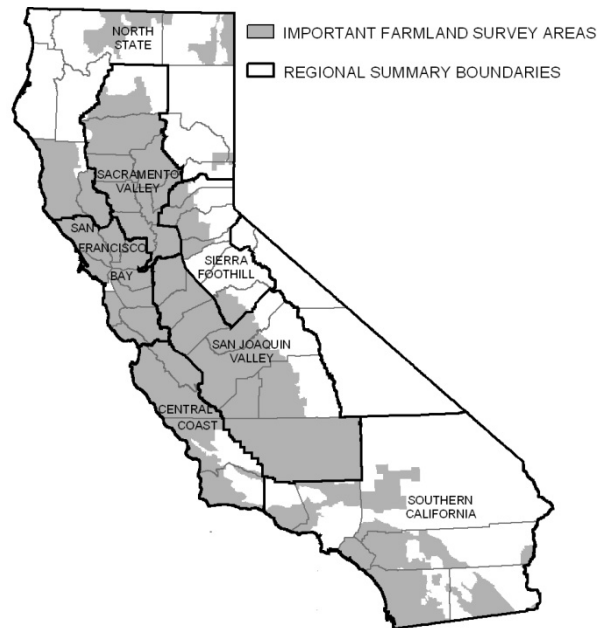 IMPORTANT FARMLAND SURVEY AREAS
REGIONAL SUMMARY BOUNDARIES
NORTH
STATE
SACRAMENTO
VALLEY
SAN
FRANCISCO
BAY
SIERRA
FOOTHILL
SAN JOAQUIN
VALLEY
CENTRAL
COAST
SOUTHERN
CALIFORNIA